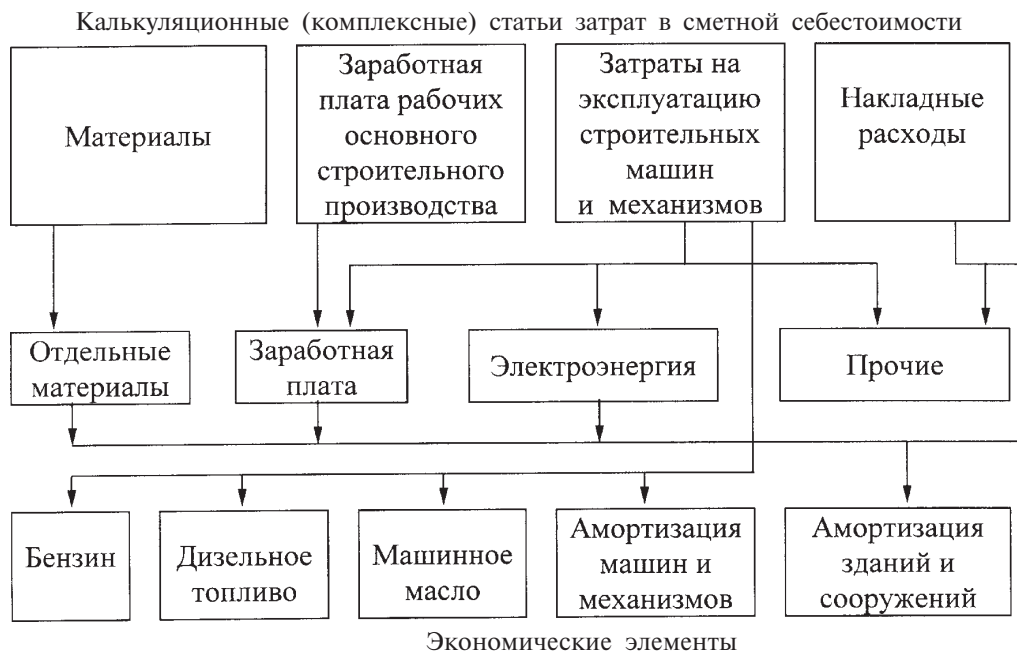 Калькуляционные (комплексные) статьи затрат в сметной себестоимости
Материалы
Заработная
плата рабочих
основного
строительного
производства
Затраты на
эксплуатацию
строительных
машин
и механизмов
Накладные
расходы
Отдельные
материалы
Заработная
плата
Электроэнергия
Прочие
Бензин
Дизельное
топливо
Машинное
масло
Амортизация
машин и
механизмов
Амортизация
зданий и
сооружений
Экономические элементы